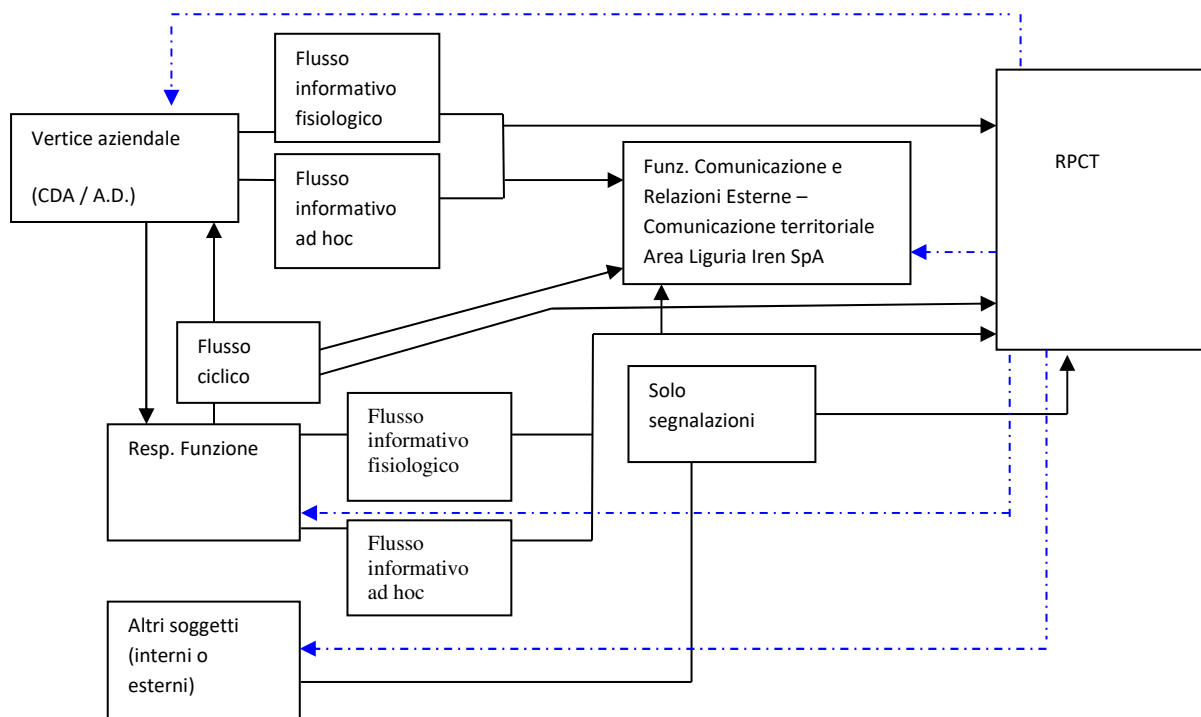 Flusso
informativo
fisiologico
Vertice aziendale
(CDA / A.D.)
Flusso
informativo
ad hoc
Funz. Comunicazione e
Relazioni Esterne –
Comunicazione territoriale
Area Liguria Iren SpA
RPCT
Flusso
ciclico
Solo
segnalazioni
Resp. Funzione
Flusso
informativo
fisiologico
Flusso
informativo
ad hoc
Altri soggetti
(interni o
esterni)